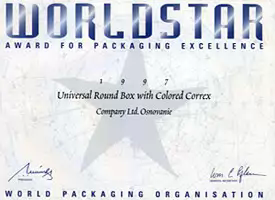 WORLDSTAR
AWARD FOR PACKAGING EXCELLENCE
1997
Universal Round Box with Colored Correx
Company Ltd. Osnovanie
WORLD PACKAGING ORGANISATION